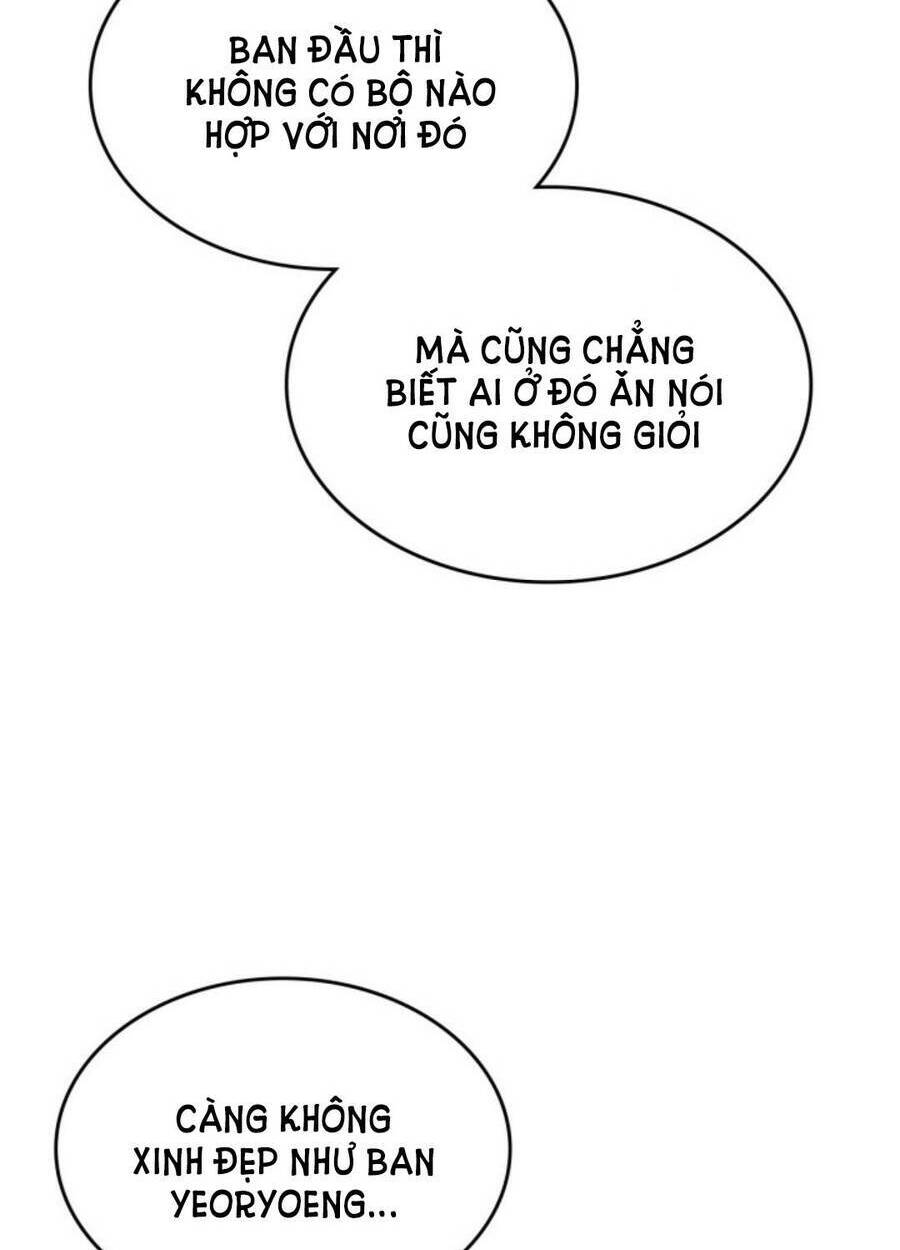 BAN ĐẦU THÌ
KHÔNG CÓ BỘ NÀO
HỢP VỚI NƠI ĐÓ
MÀ CŨNG CHẲNG
BIẾT AI Ở ĐÓ ĂN NÓI
CŨNG KHÔNG GIỎI
CÀNG KHÔNG
XINH ĐẸP NHƯ BAN
YEORYOENG...